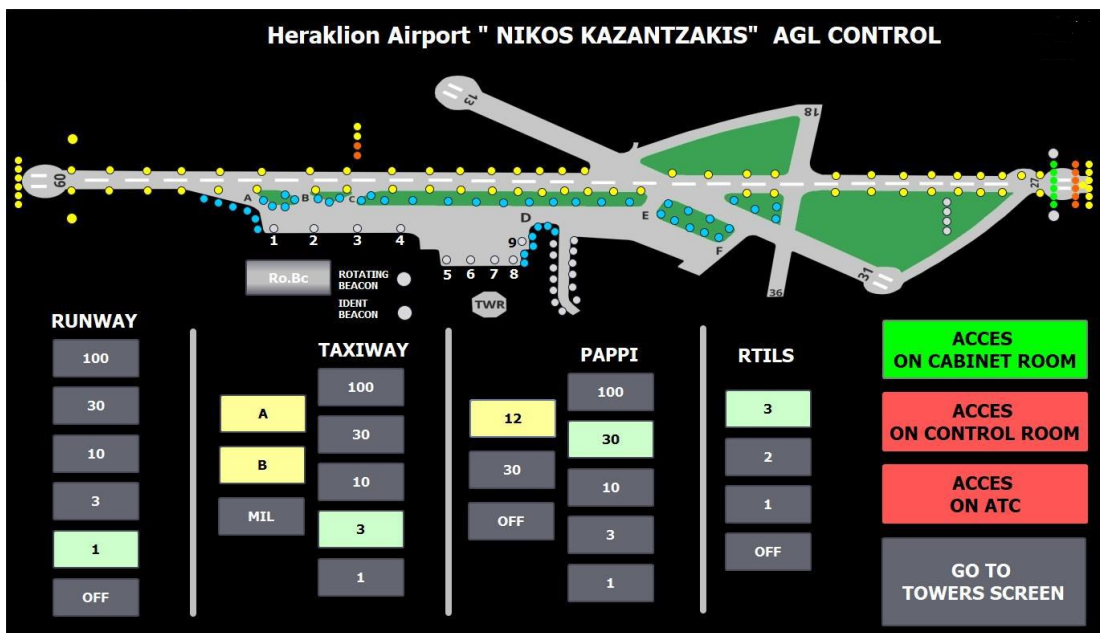 Heraklion Airport " NIKOS KAZANTZAKIS" AGL CONTROL
13
18
09
27
A
B
C
D
E
F
1
2
3
4
9
5
6
7
8
31
36
Ro.Bc
ROTATING
BEACON
IDENT
BEACON
TWR
RUNWAY
100
30
10
3
1
OFF
TAXIWAY
A
B
MIL
100
30
10
3
1
PAPPI
12
30
OFF
100
30
10
3
1
RTILS
3
2
1
OFF
ACCES
ON CABINET ROOM
ACCES
ON CONTROL ROOM
ACCES
ON ATC
GO TO
TOWERS SCREEN